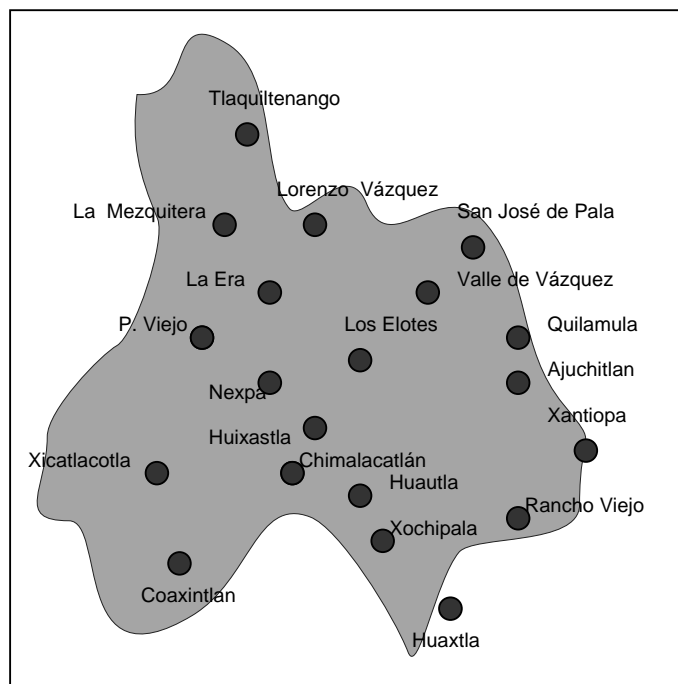 Tlaquiltenango
Lorenzo Vázquez
La Mezquitera
San José de Pala
La Era
Valle de Vázquez
P. Viejo
Los Elotes
Quilamula
Ajuchitlan
Nexpa
Xantiopa
Huixastla
Xicatlacotla
Chimalacatlán
Huautla
Rancho Viejo
Xochipala
Coaxintlan
Huaxtla